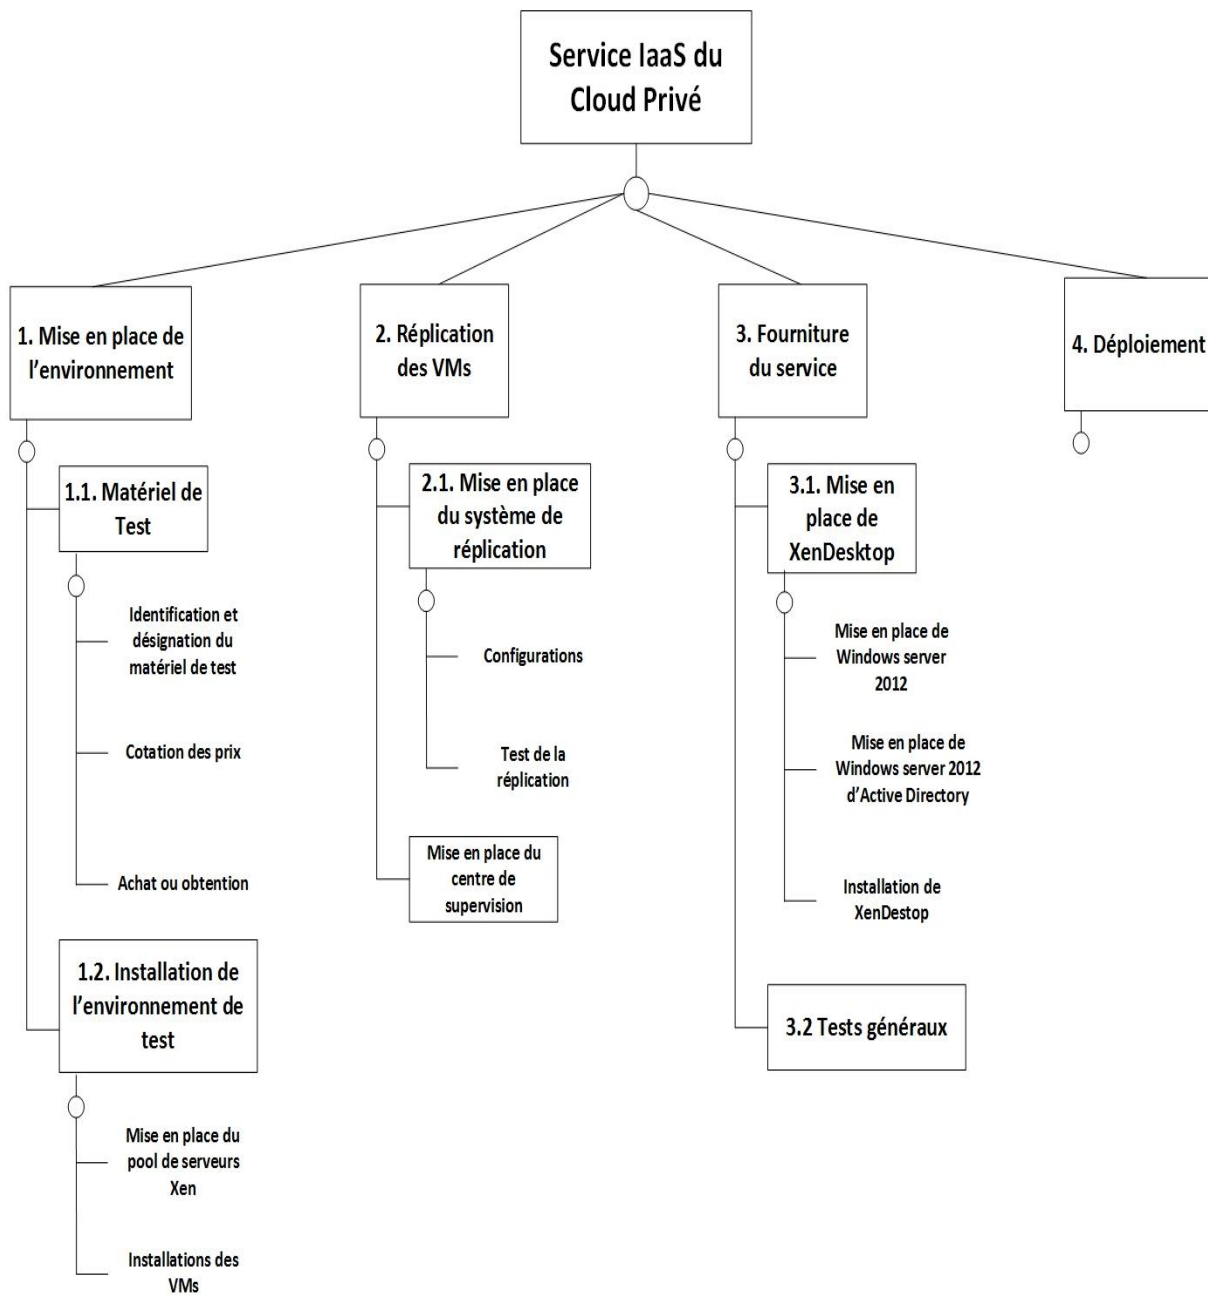 Service IaaS du
Cloud Privé
1. Mise en place de
l'environnement
1.1. Matériel de
Test
Identification et
désignation du
matériel de test
Cotation des prix
Achat ou obtention
1.2. Installation de
l'environnement de
test
Mise en place du
pool de serveurs
Xen
Installations des
VMs
2. Réplication
des VMs
2.1. Mise en place
du système de
réplication
Configurations
Test de la
réplication
Mise en place du
centre de
supervision
3. Fourniture
du service
3.1. Mise en
place de
XenDesktop
Mise en place de
Windows server
2012
Mise en place de
Windows server 2012
d'Active Directory
Installation de
XenDestop
3.2 Tests généraux
4. Déploiement